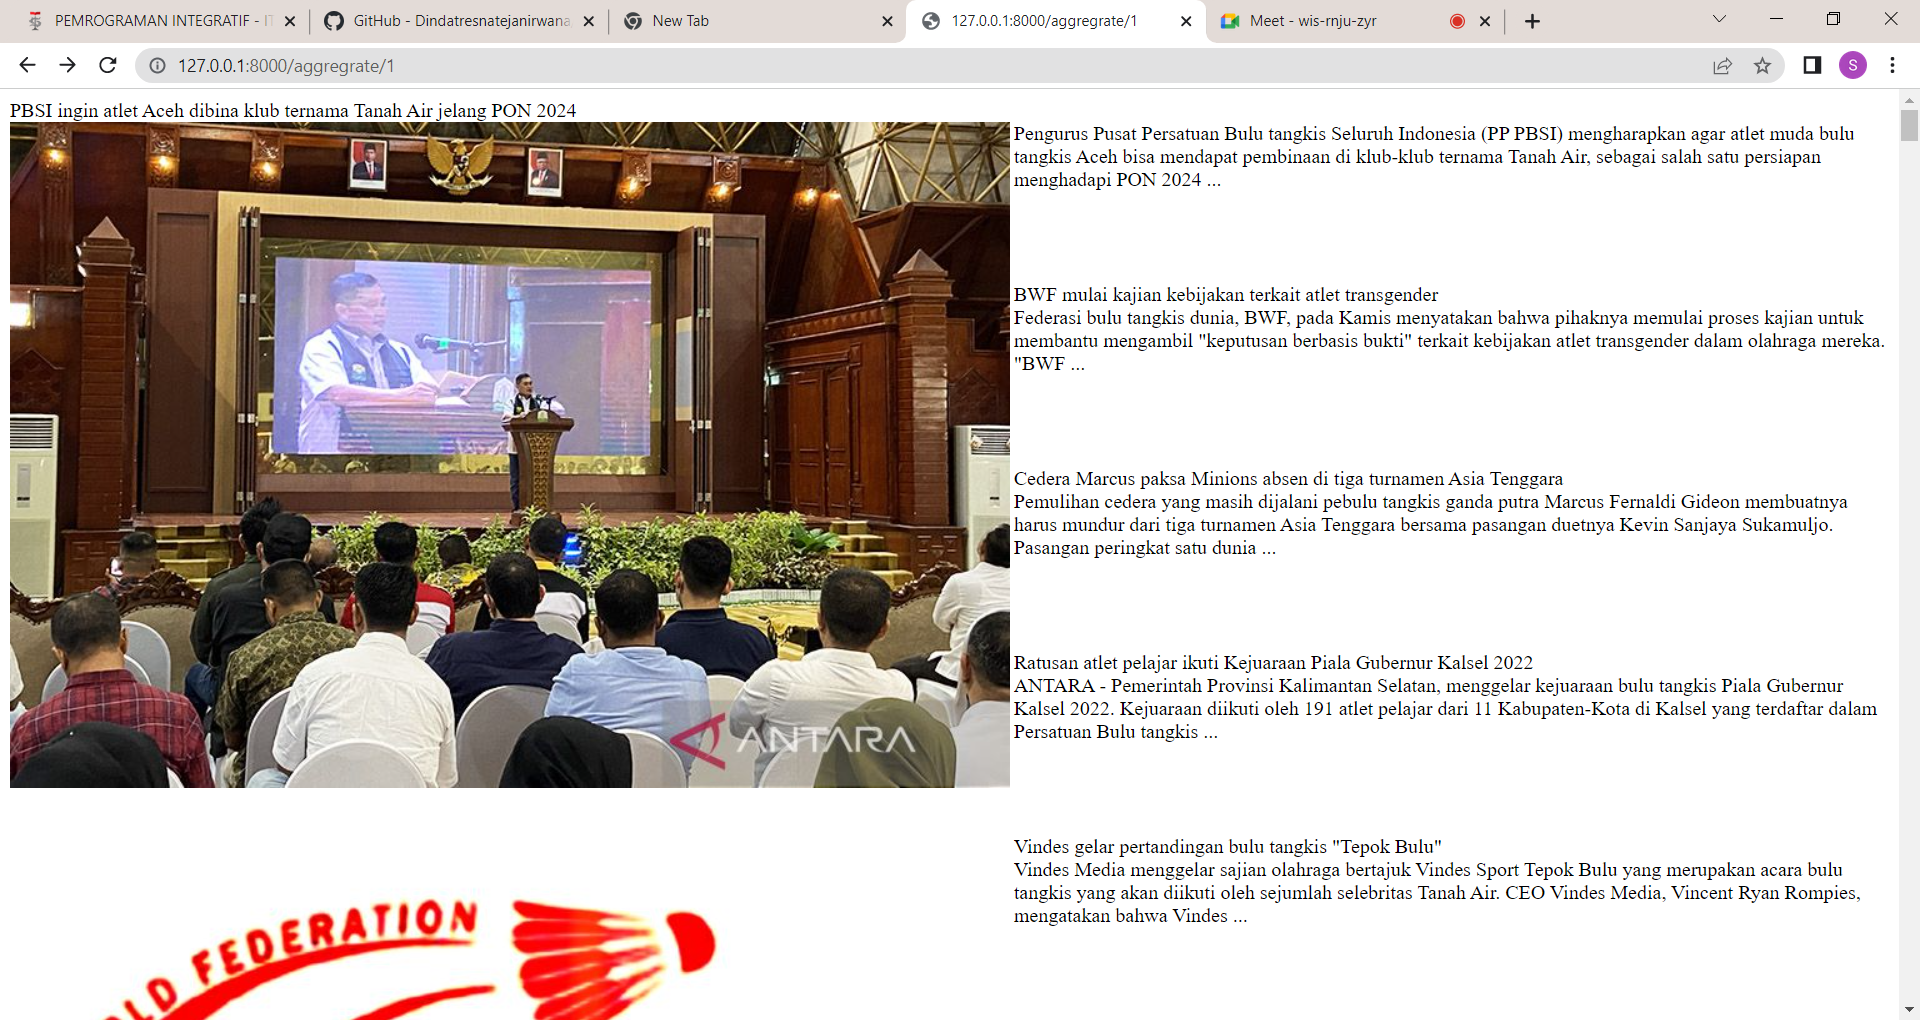 PEMROGRAMAN INTEGRATIF - IT
GitHub - Dindatresnatejanirwana
New Tab
127.0.0.1:8000/aggregrate/1
Meet - wis-rnju-zyr
127.0.0.1:8000/aggregrate/1
S
PBSI ingin atlet Aceh dibina klub ternama Tanah Air jelang PON 2024
Pengurus Pusat Persatuan Bulu tangkis Seluruh Indonesia (PP PBSI) mengharapkan agar atlet muda bulu
tangkis Aceh bisa mendapat pembinaan di klub-klub ternama Tanah Air, sebagai salah satu persiapan
menghadapi PON 2024 ...
BWF mulai kajian kebijakan terkait atlet transgender
Federasi bulu tangkis dunia, BWF, pada Kamis menyatakan bahwa pihaknya memulai proses kajian untuk
membantu mengambil "keputusan berbasis bukti" terkait kebijakan atlet transgender dalam olahraga mereka.
"BWF ...
Cedera Marcus paksa Minions absen di tiga turnamen Asia Tenggara
Pemulihan cedera yang masih dijalani pebulu tangkis ganda putra Marcus Fernaldi Gideon membuatnya
harus mundur dari tiga turnamen Asia Tenggara bersama pasangan duetnya Kevin Sanjaya Sukamuljo.
Pasangan peringkat satu dunia ...
Ratusan atlet pelajar ikuti Kejuaraan Piala Gubernur Kalsel 2022
ANTARA - Pemerintah Provinsi Kalimantan Selatan, menggelar kejuaraan bulu tangkis Piala Gubernur
Kalsel 2022. Kejuaraan diikuti oleh 191 atlet pelajar dari 11 Kabupaten-Kota di Kalsel yang terdaftar dalam
Persatuan Bulu tangkis ...
ANTARA
Vindes gelar pertandingan bulu tangkis "Tepok Bulu"
Vindes Media menggelar sajian olahraga bertajuk Vindes Sport Tepok Bulu yang merupakan acara bulu
tangkis yang akan diikuti oleh sejumlah selebritas Tanah Air. CEO Vindes Media, Vincent Ryan Rompies,
mengatakan bahwa Vindes ...
LD FEDERATION